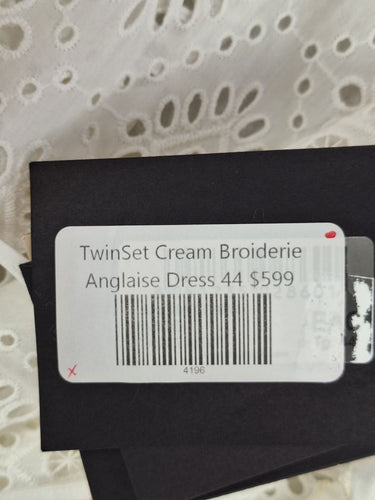 TwinSet Cream Broiderie
Anglaise Dress 44 $599
4196
x